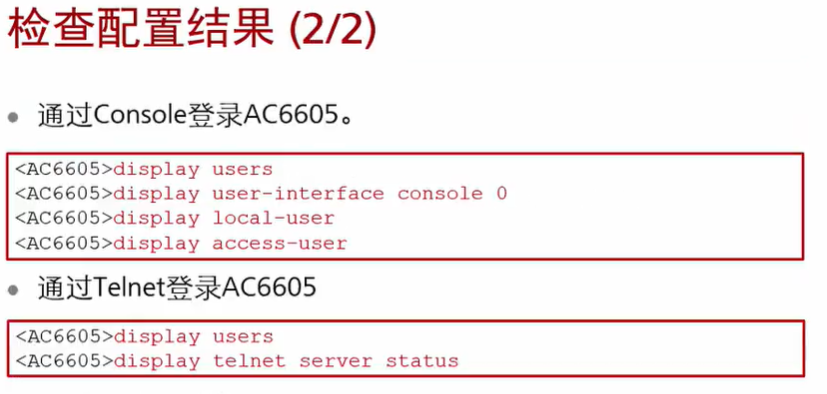 检查配置结果 (2/2)
• 通过Console登录AC6605。
<AC6605>display users
<AC6605>display user-interface console 0
<AC6605>display local-user
<AC6605>display access-user
• 通过Telnet登录AC6605
<AC6605>display users
<AC6605>display telnet server status